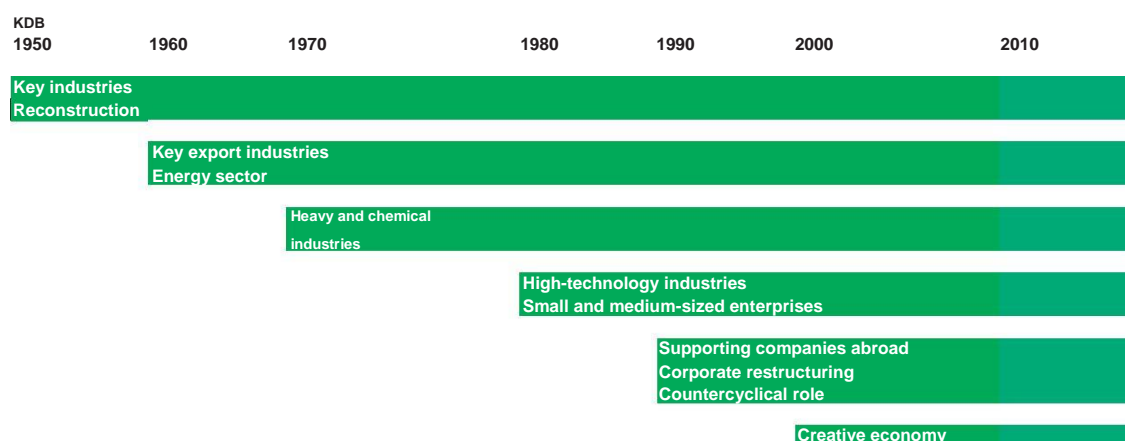 KDB
1950 1960 1970 1980 1990 2000 2010
Key industries
Reconstruction
Key export industries
Energy sector
Heavy and chemical
industries
High-technology industries
Small and medium-sized enterprises
Supporting companies abroad
Corporate restructuring
Countercyclical role
Creative economy